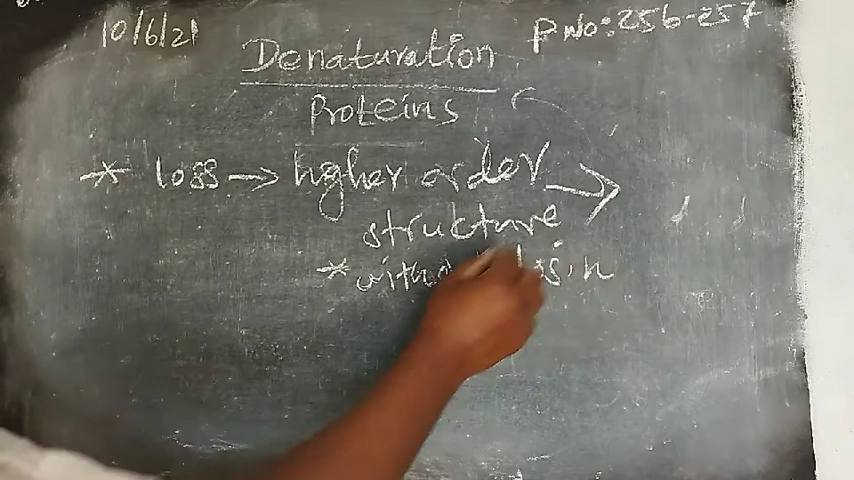 10/6/21
P No: 256-257
Denaturation
Proteins
* loss → higher order →
structure
*